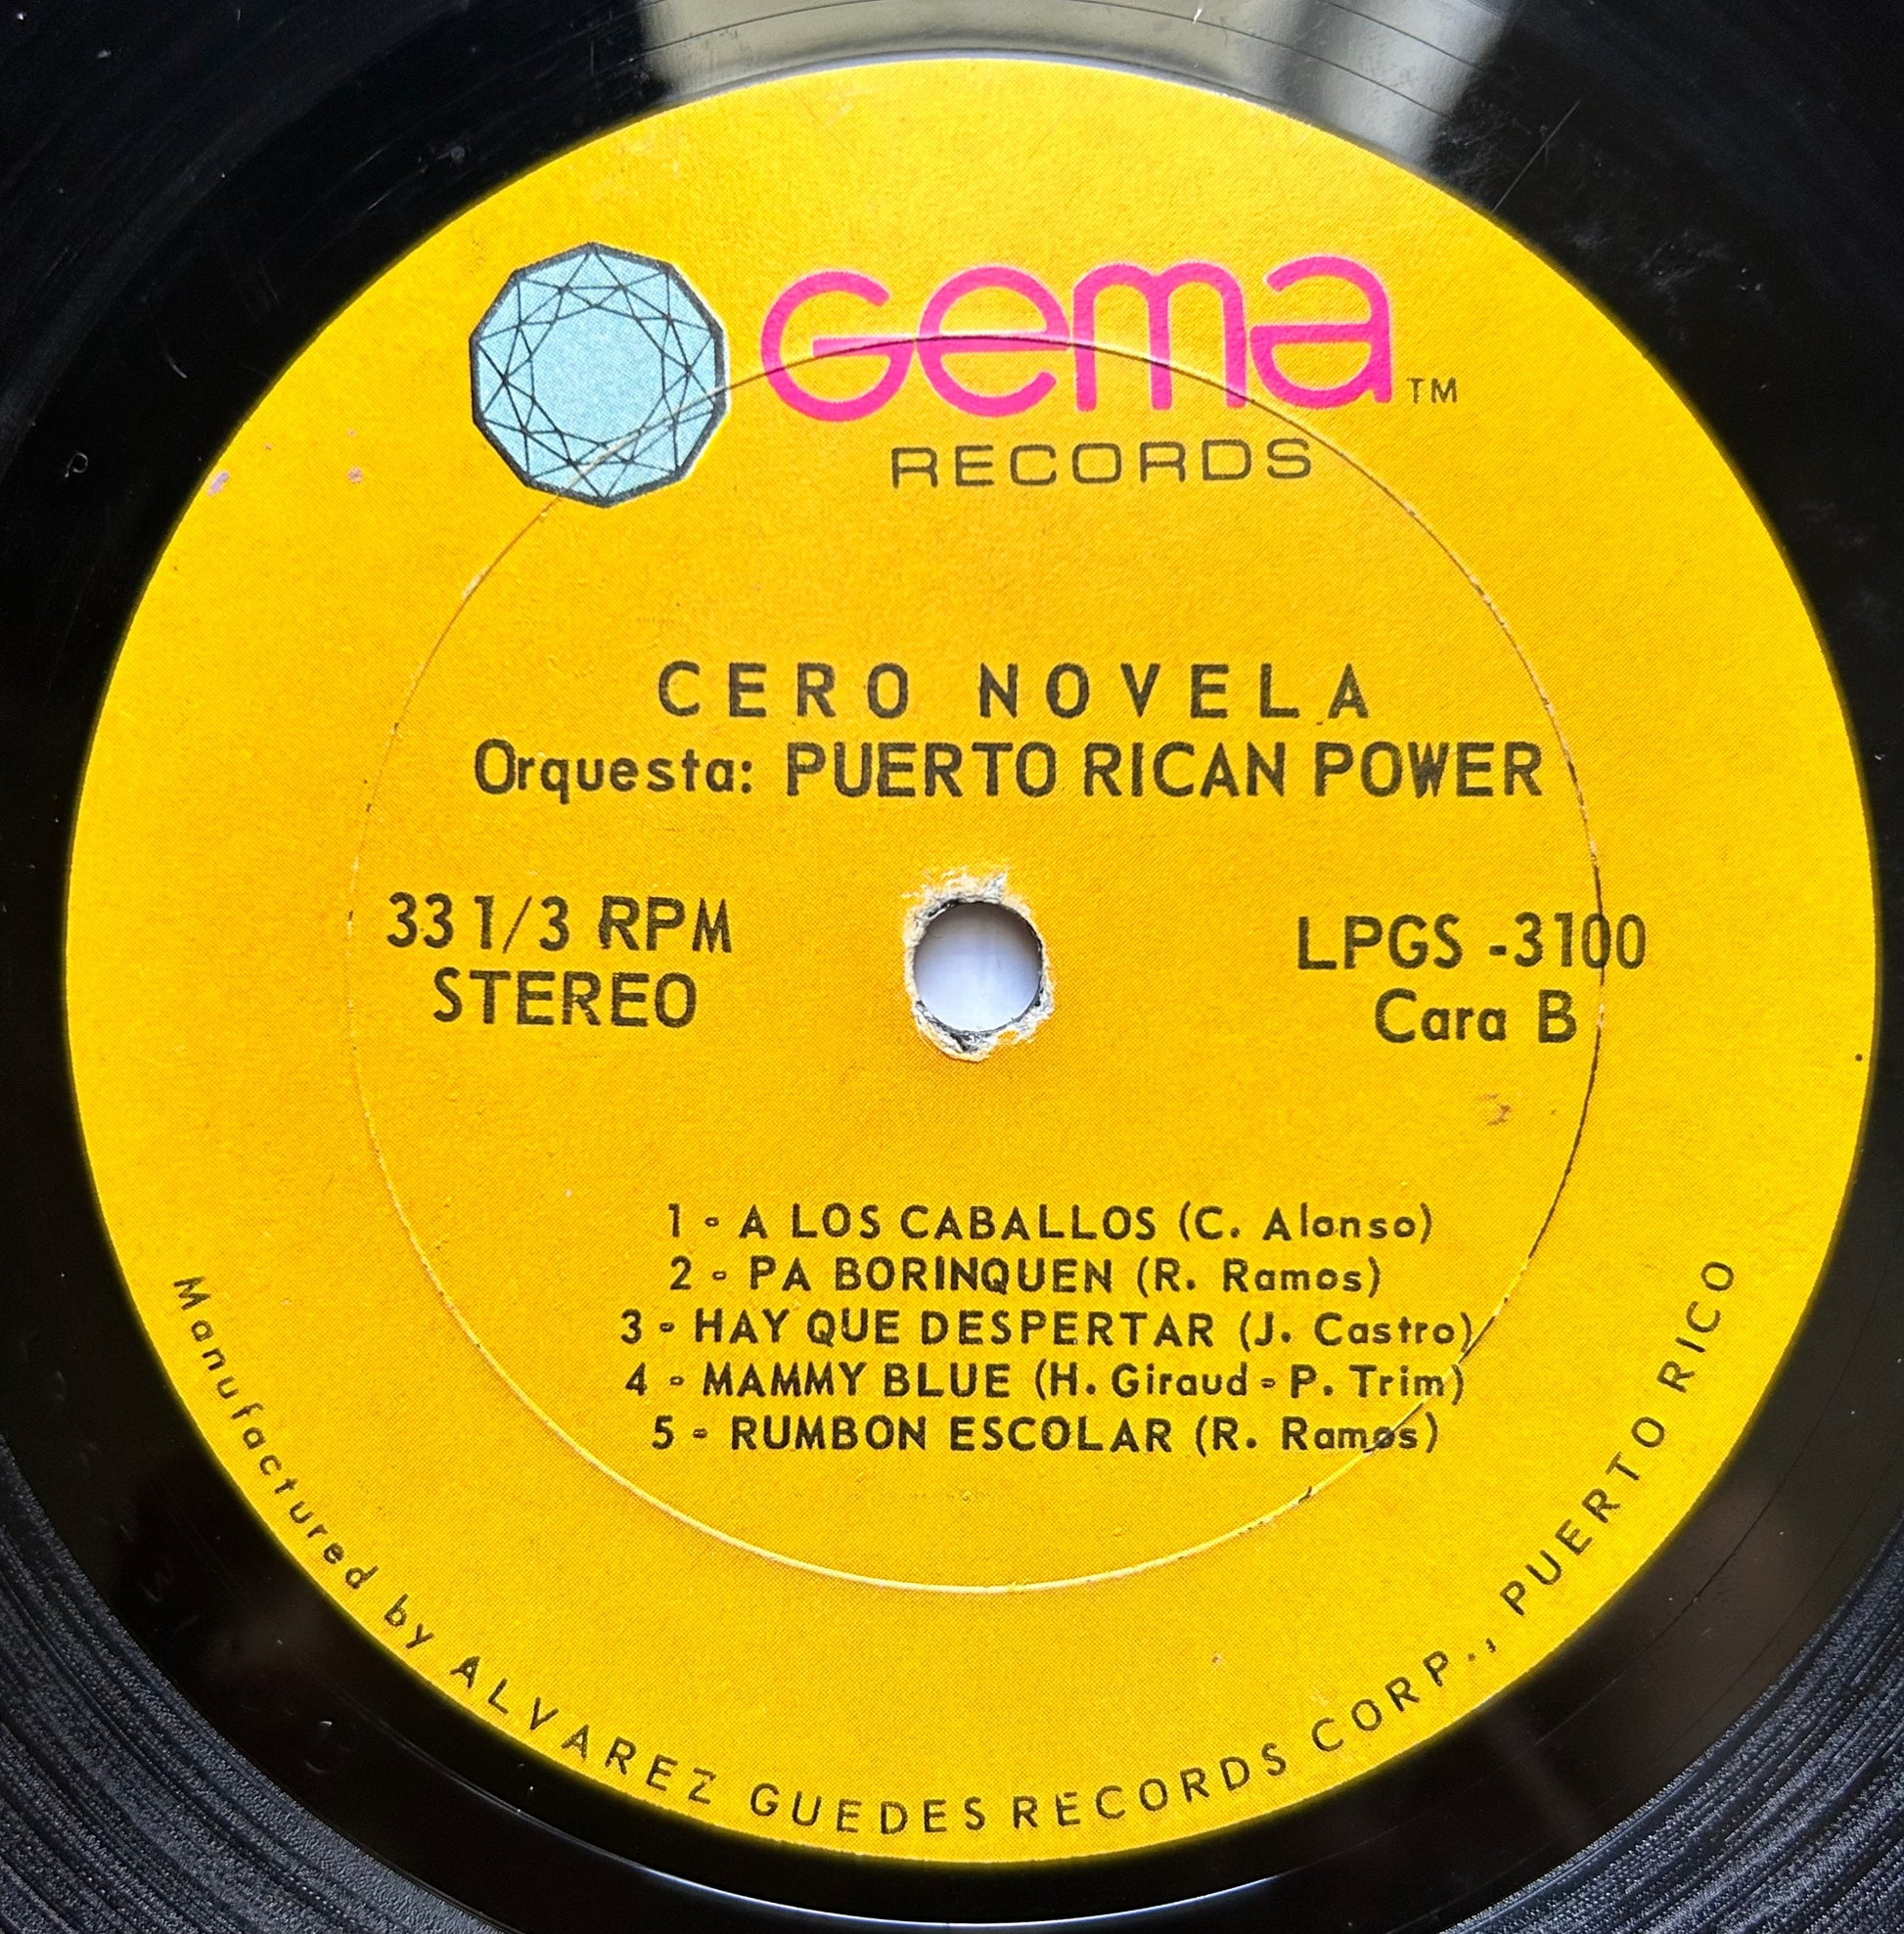 Gema TM
RECORDS
CERO NOVELA
Orquesta: PUERTO RICAN POWER
33 1/3 RPM
STEREO
LPGS -3100
Cara B
1 - A LOS CABALLOS (C. Alonso)
2 - PA BORINQUEN (R. Ramos)
3 - HAY QUE DESPERTAR (J. Castro)
4 - MAMMY BLUE (H. Giraud - P. Trim)
5 - RUMBON ESCOLAR (R. Ramos)
Manufactured by ALVAREZ GUEDES RECORDS CORP., PUERTO RICO